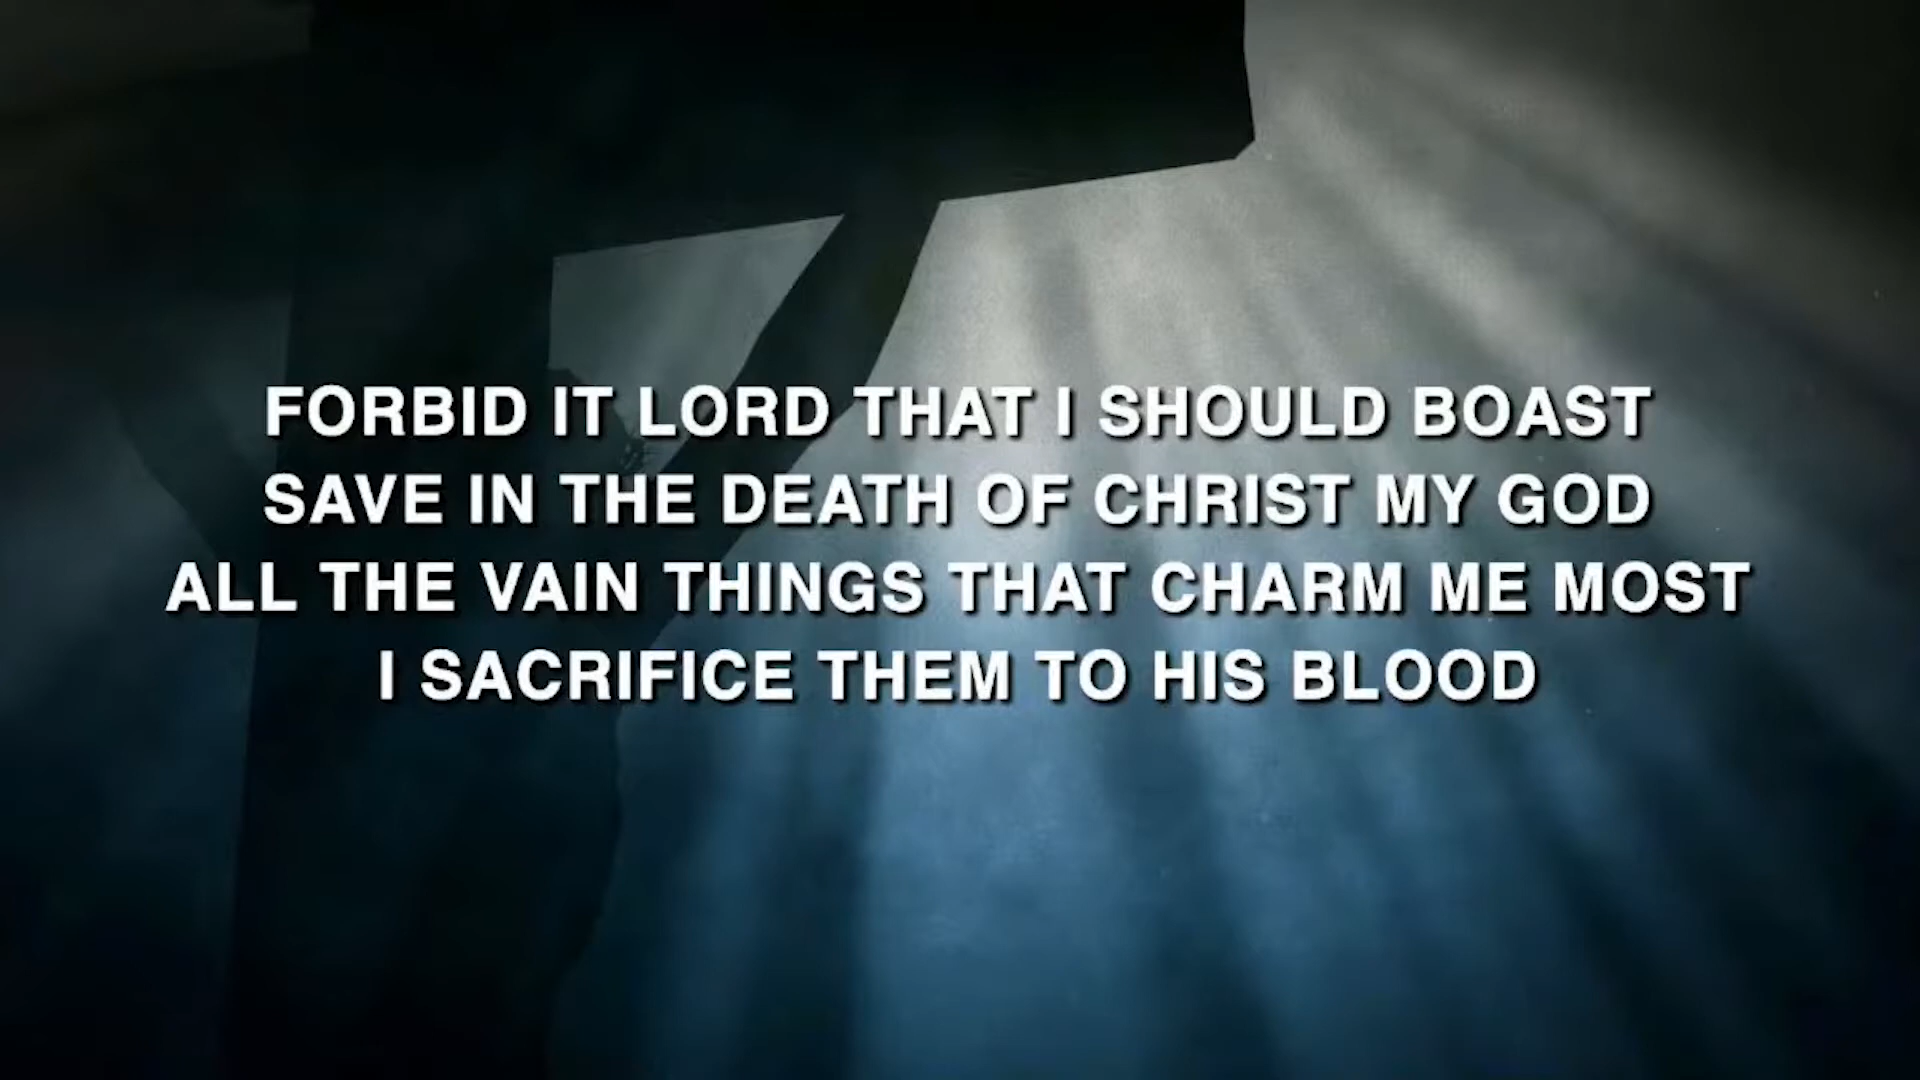 FORBID IT LORD THAT I SHOULD BOAST
SAVE IN THE DEATH OF CHRIST MY GOD
ALL THE VAIN THINGS THAT CHARM ME MOST
I SACRIFICE THEM TO HIS BLOOD